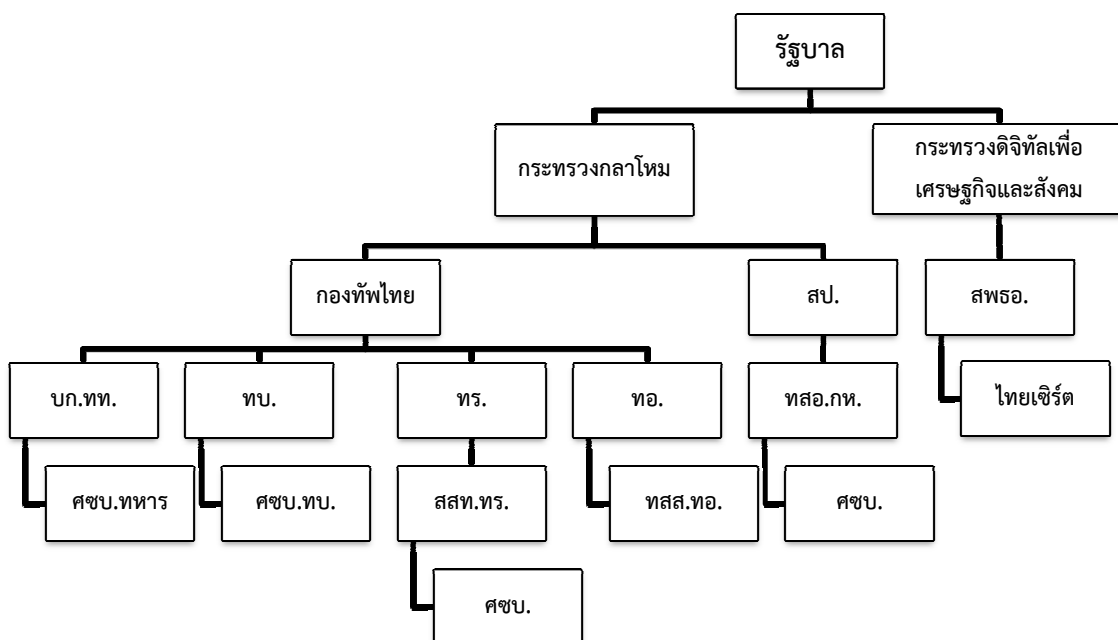 รัฐบาล
กระทรวงกลาโหม
กระทรวงดิจิทัลเพื่อ
เศรษฐกิจและสังคม
กองทัพไทย
สป.
สพธอ.
บก.ทท.
ทบ.
ทร.
ทอ.
ทสอ.กห.
ไทยเซิร์ต
ศซบ.ทหาร
ศซบ.ทบ.
สสท.ทร.
ทสส.ทอ.
ศซบ.
ศซบ.